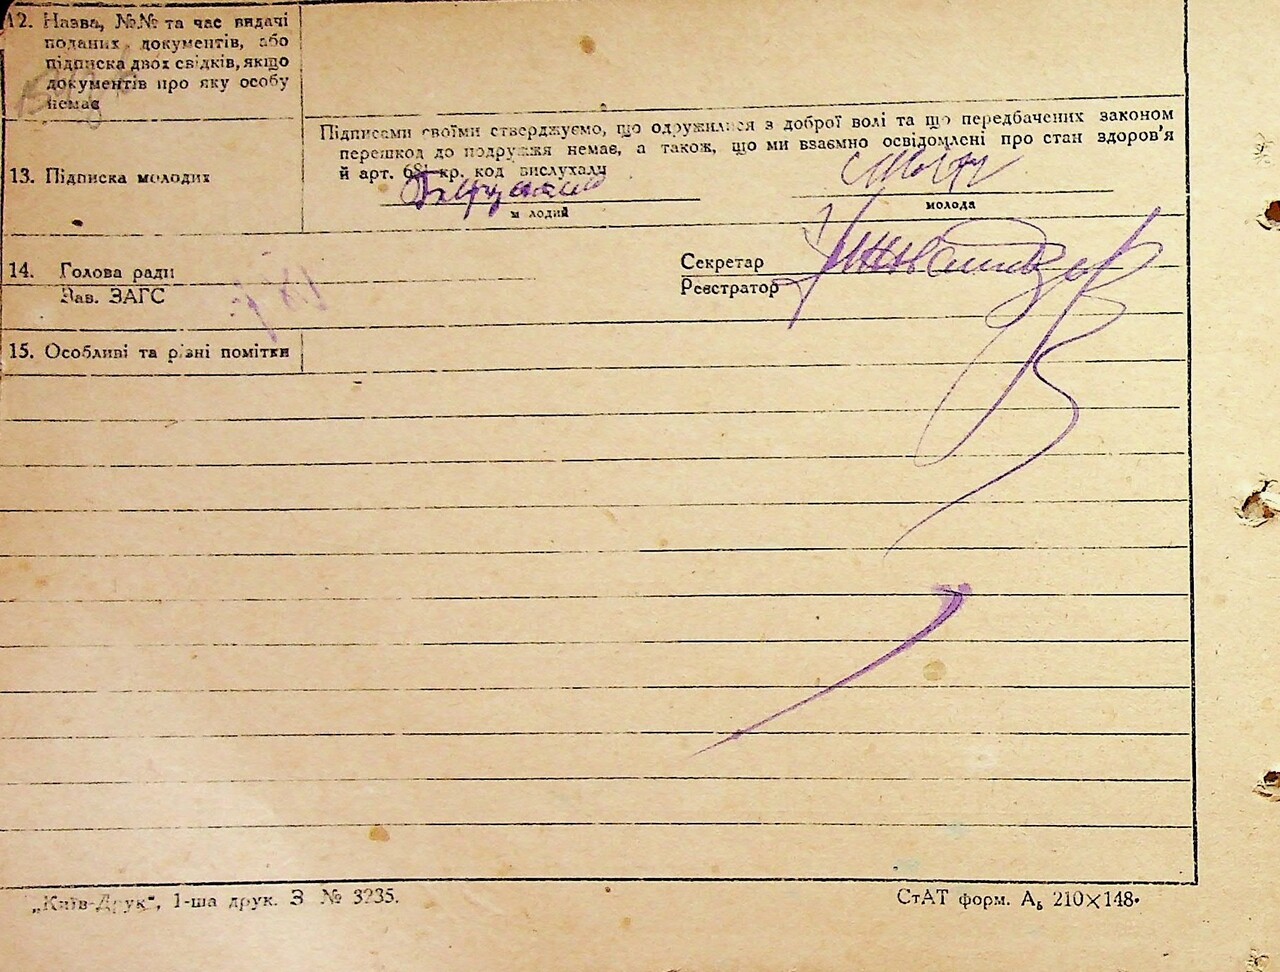 12. Назва, №№ та час видачі
поданих документів, або
підписка двох свідків, якщо
документів про яку особу
немає
Підписами своїми стверджуємо, що одружилися з доброї волі та що передбачених законом
перешкод до подружжя немає, а також, що ми взаємно освідомлені про стан здоров'я
й арт. 68¹ кр. код вислухали
13. Підписка молодих
м лодий
молода
14. Голова ради
Зав. ЗАГС
Секретар
Реєстратор
15. Особливі та різні помітки
„Київ-Друк", 1-ша друк. З № 3235.
СтАТ форм. А₅ 210×148.